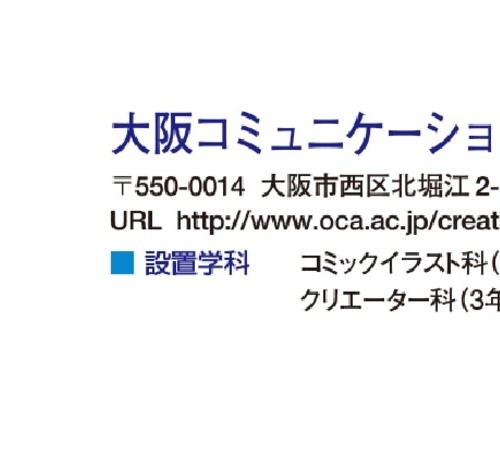 大阪コミュニケーショ
〒550-0014 大阪市西区北堀江 2-
URL http://www.oca.ac.jp/creat
■ 設置学科 コミックイラスト科(
クリエーター科(3年